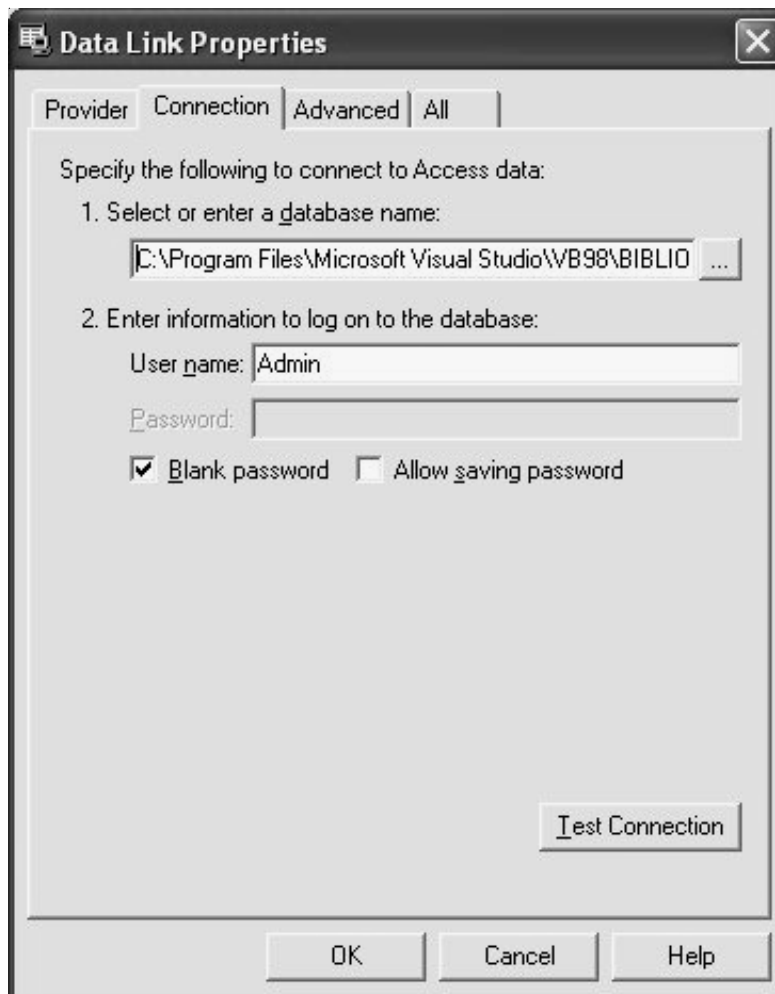 Data Link Properties
Provider Connection Advanced All
Specify the following to connect to Access data:
1. Select or enter a database name:
C:\Program Files\Microsoft Visual Studio\VB98\BIBLIO ...
2. Enter information to log on to the database:
User name: Admin
Password:
Blank password Allow saving password
Test Connection
OK Cancel Help